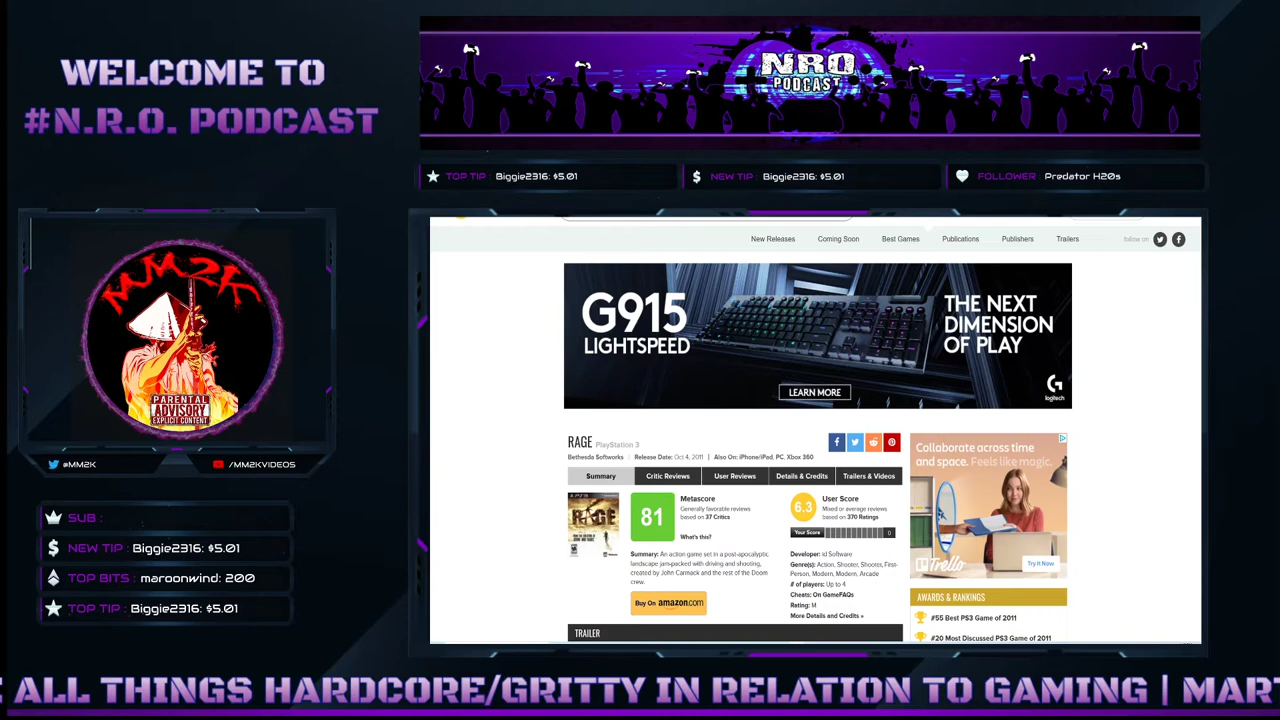 WELCOME TO
#N.R.O. PODCAST
NRO
PODCAST
TOP TIP : Biggie2316: $5.01
NEW TIP : Biggie2316: $5.01
FOLLOWER : Predator H20s
MM2K
PARENTAL
ADVISORY
EXPLICIT CONTENT
@MM2K
/MM2KVIDEOS
SUB :
NEW TIP : Biggie2316: $5.01
TOP BITS : n8oonwind: 200
TOP TIP : Biggie2316: $5.01
New Releases
Coming Soon
Best Games
Publications
Publishers
Trailers
follow on
G915
LIGHTSPEED
THE NEXT
DIMENSION
OF PLAY
LEARN MORE
logitech
RAGE PlayStation 3
Bethesda Softworks | Release Date: Oct 4, 2011 | Also On: iPhone/iPad, PC, Xbox 360
Summary
Critic Reviews
User Reviews
Details & Credits
Trailers & Videos
RAGE
81
Metascore
Generally favorable reviews
based on 37 Critics
What's this?
6.3
User Score
Mixed or average reviews
based on 370 Ratings
Your Score
0
Summary: An action game set in a post-apocalyptic
landscape jam-packed with driving and shooting,
created by John Carmack and the rest of the Doom
crew.
Buy On amazon.com
Developer: id Software
Genre(s): Action, Shooter, Shooter, First-
Person, Modern, Modern, Arcade
# of players: Up to 4
Cheats: On GameFAQs
Rating: M
More Details and Credits »
TRAILER
Collaborate across time
and space. Feels like magic.
Trello
Try It Now
AWARDS & RANKINGS
#55 Best PS3 Game of 2011
#20 Most Discussed PS3 Game of 2011
E ALL THINGS HARDCORE/GRITTY IN RELATION TO GAMING | MART